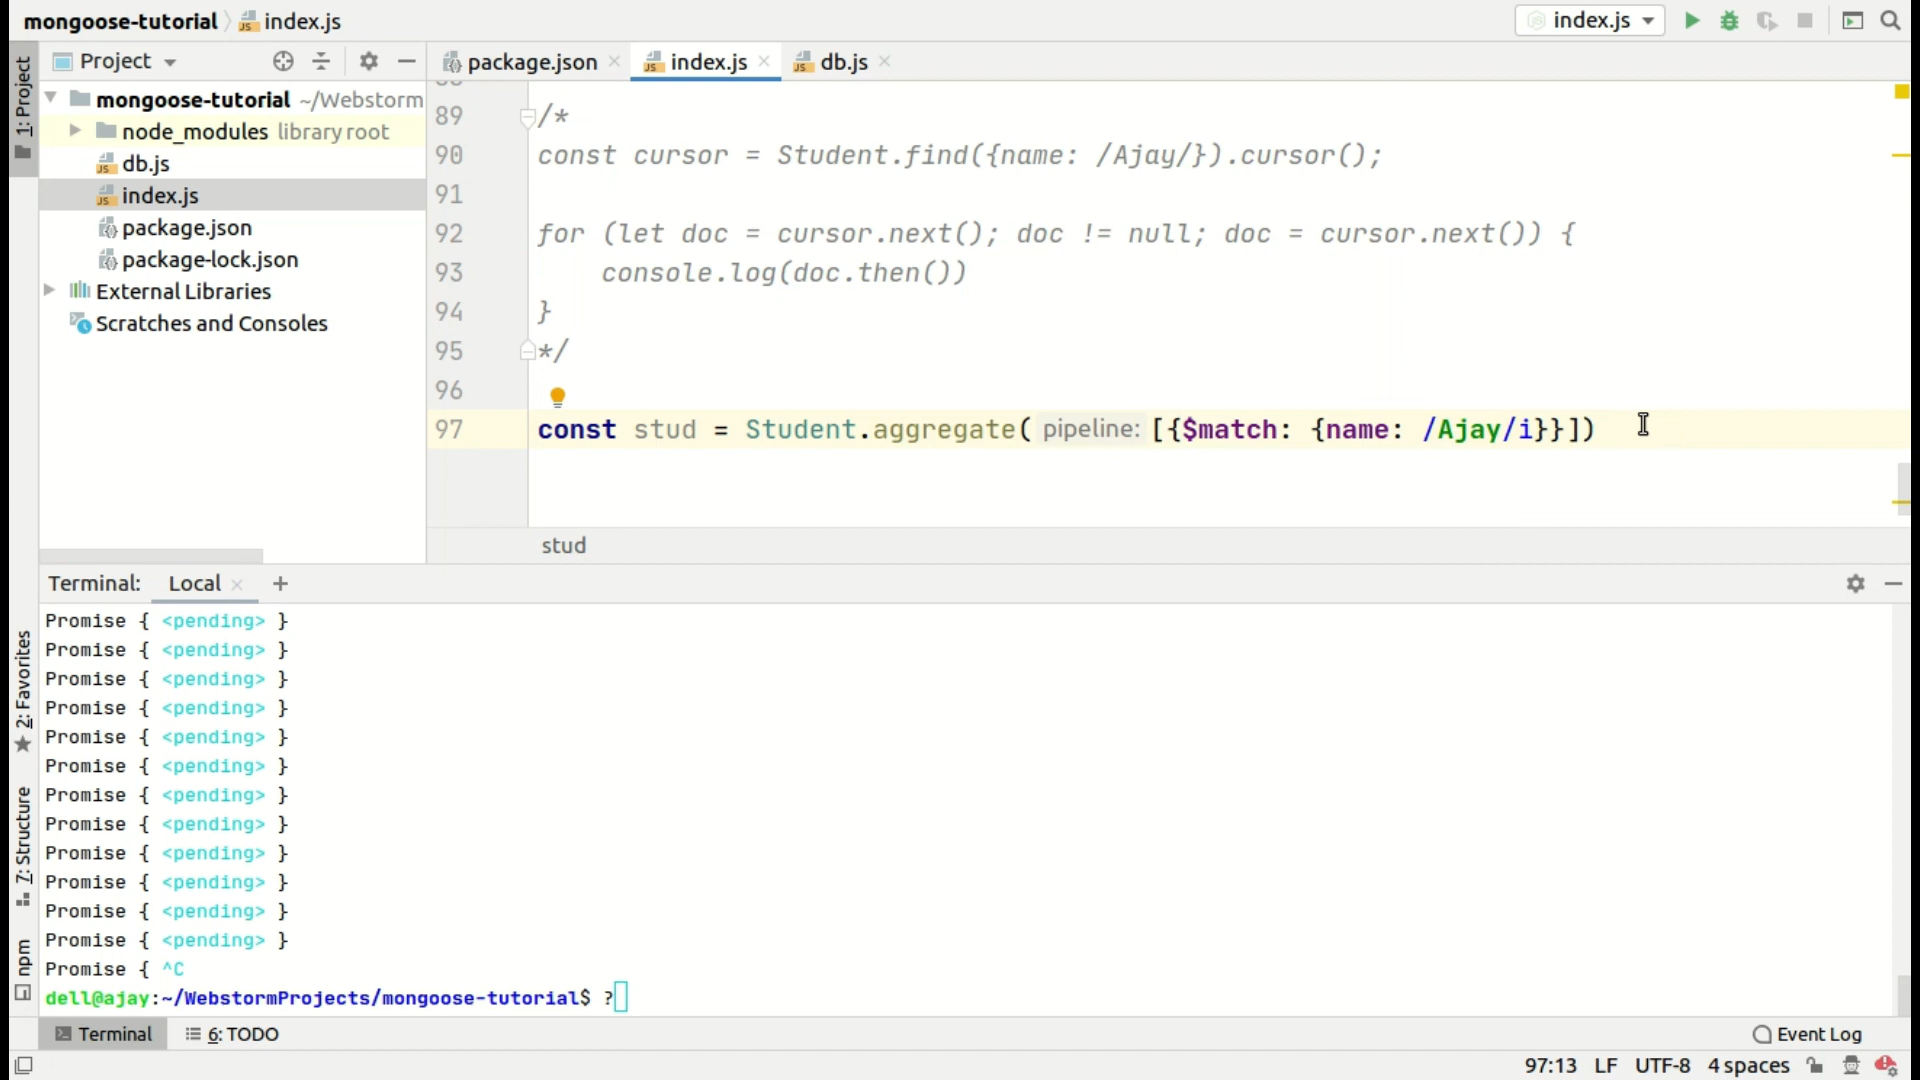 mongoose-tutorial index.js index.js
1: Project
Project
package.json index.js db.js
mongoose-tutorial ~/Webstorm
node_modules library root
db.js
index.js
package.json
package-lock.json
External Libraries
Scratches and Consoles
89 /*
90 const cursor = Student.find({name: /Ajay/}).cursor();
91
92 for (let doc = cursor.next(); doc != null; doc = cursor.next()) {
93 console.log(doc.then())
94 }
95 */
96
97 const stud = Student.aggregate( pipeline: [{$match: {name: /Ajay/i}}])
stud
Terminal: Local +
Promise { <pending> }
Promise { <pending> }
Promise { <pending> }
Promise { <pending> }
Promise { <pending> }
Promise { <pending> }
Promise { <pending> }
Promise { <pending> }
Promise { <pending> }
Promise { <pending> }
Promise { <pending> }
Promise { <pending> }
Promise { ^C
dell@ajay:~/WebstormProjects/mongoose-tutorial$ ?
2: Favorites
7: Structure
npm
Terminal 6: TODO Event Log
97:13 LF UTF-8 4 spaces